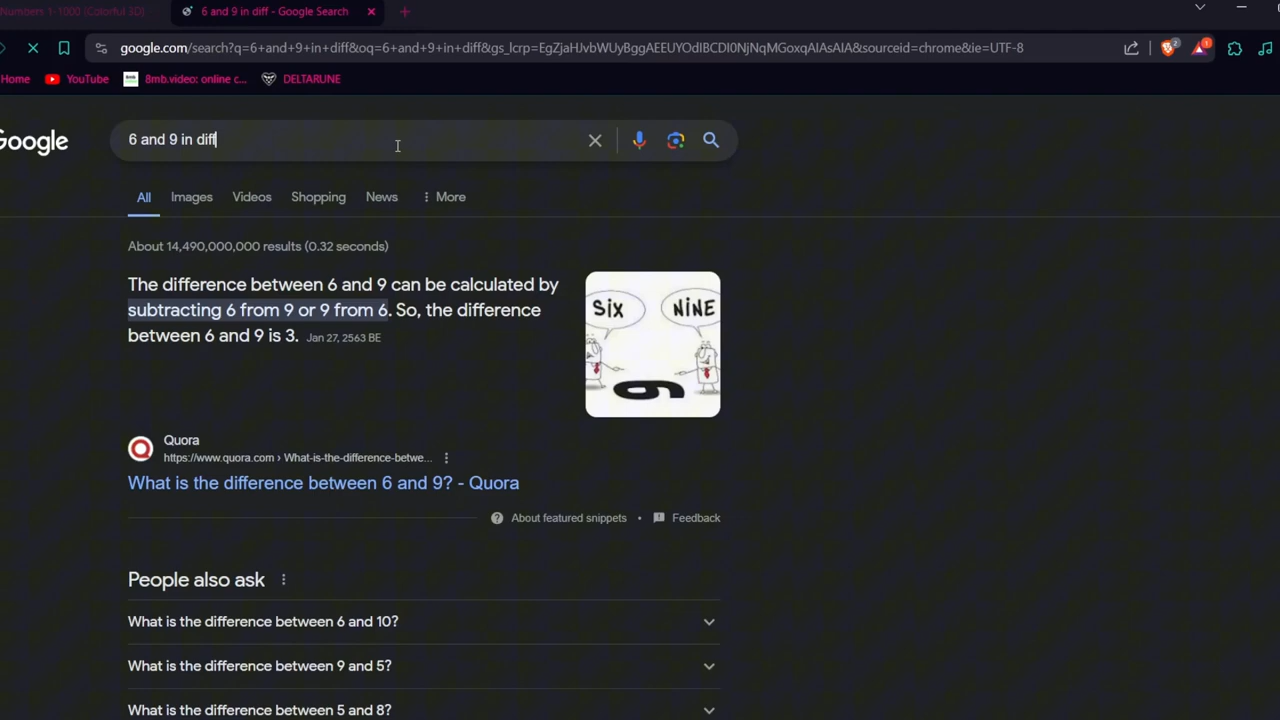 Numbers 1-1000 (Colorful 3D)
6 and 9 in diff - Google Search
google.com/search?q=6+and+9+in+diff&oq=6+and+9+in+diff&gs_lcrp=EgZjaHJvbWUyBggAEEUYOdIBCDI0NjNqMGoxqAIAsAIA&sourceid=chrome&ie=UTF-8
2
1
Home
YouTube
bmb
8mb.video: online c...
DELTARUNE
Google
6 and 9 in diff
All
Images
Videos
Shopping
News
More
About 14,490,000,000 results (0.32 seconds)
The difference between 6 and 9 can be calculated by
subtracting 6 from 9 or 9 from 6. So, the difference
between 6 and 9 is 3. Jan 27, 2563 BE
SIX
NINE
6
Quora
https://www.quora.com › What-is-the-difference-betwe...
What is the difference between 6 and 9? - Quora
About featured snippets
Feedback
People also ask
What is the difference between 6 and 10?
What is the difference between 9 and 5?
What is the difference between 5 and 8?